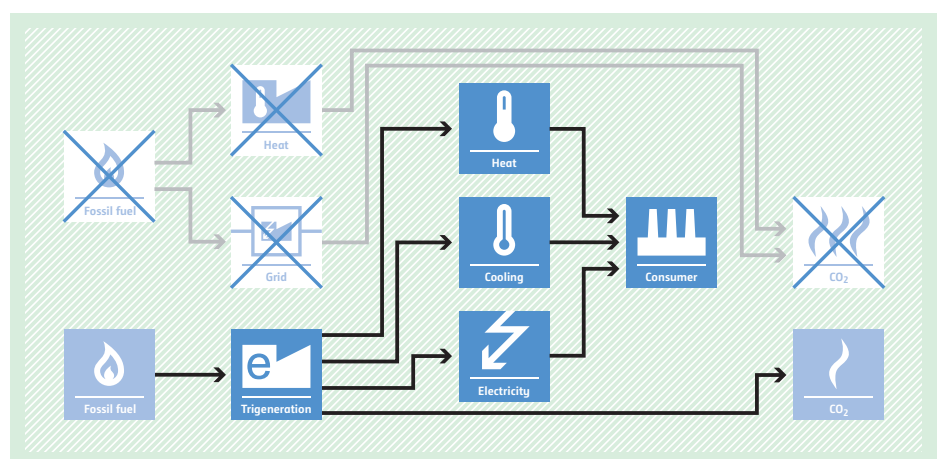 Heat
Fossil fuel
Grid
Heat
Cooling
Consumer
CO₂
Fossil fuel
e
Trigeneration
Electricity
CO₂